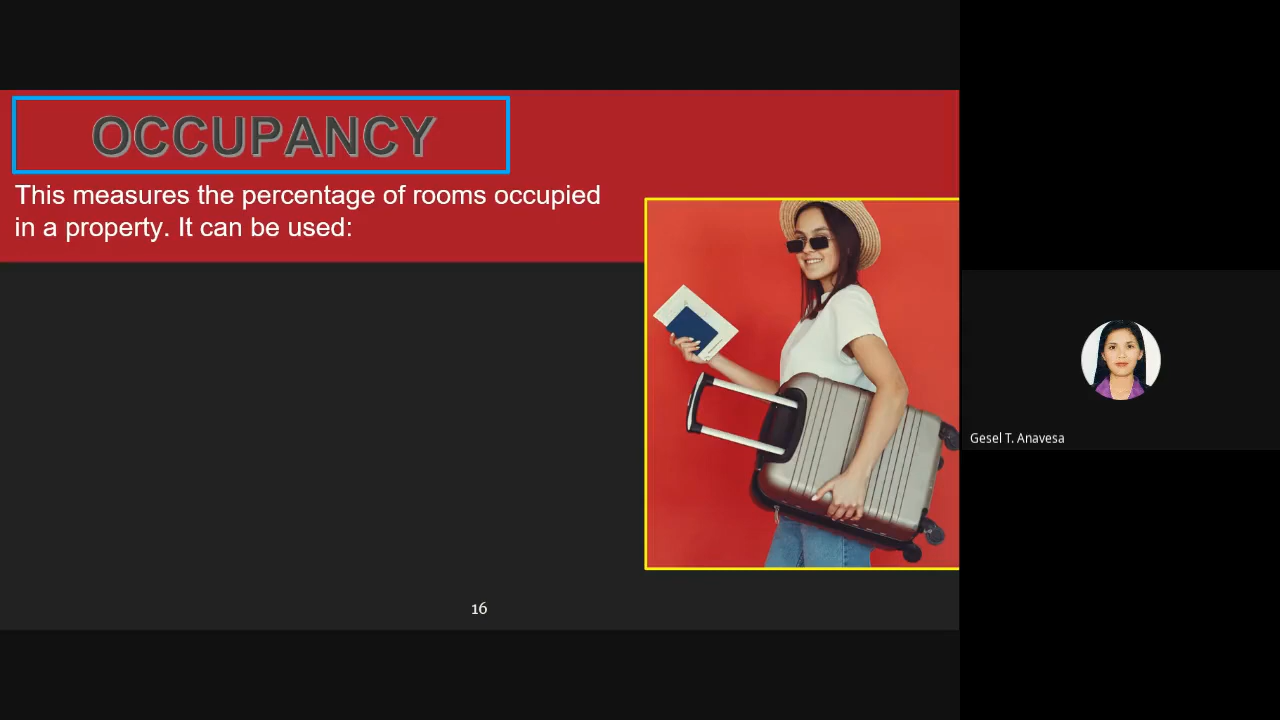 OCCUPANCY
This measures the percentage of rooms occupied
in a property. It can be used:
16
Gesel T. Anavesa